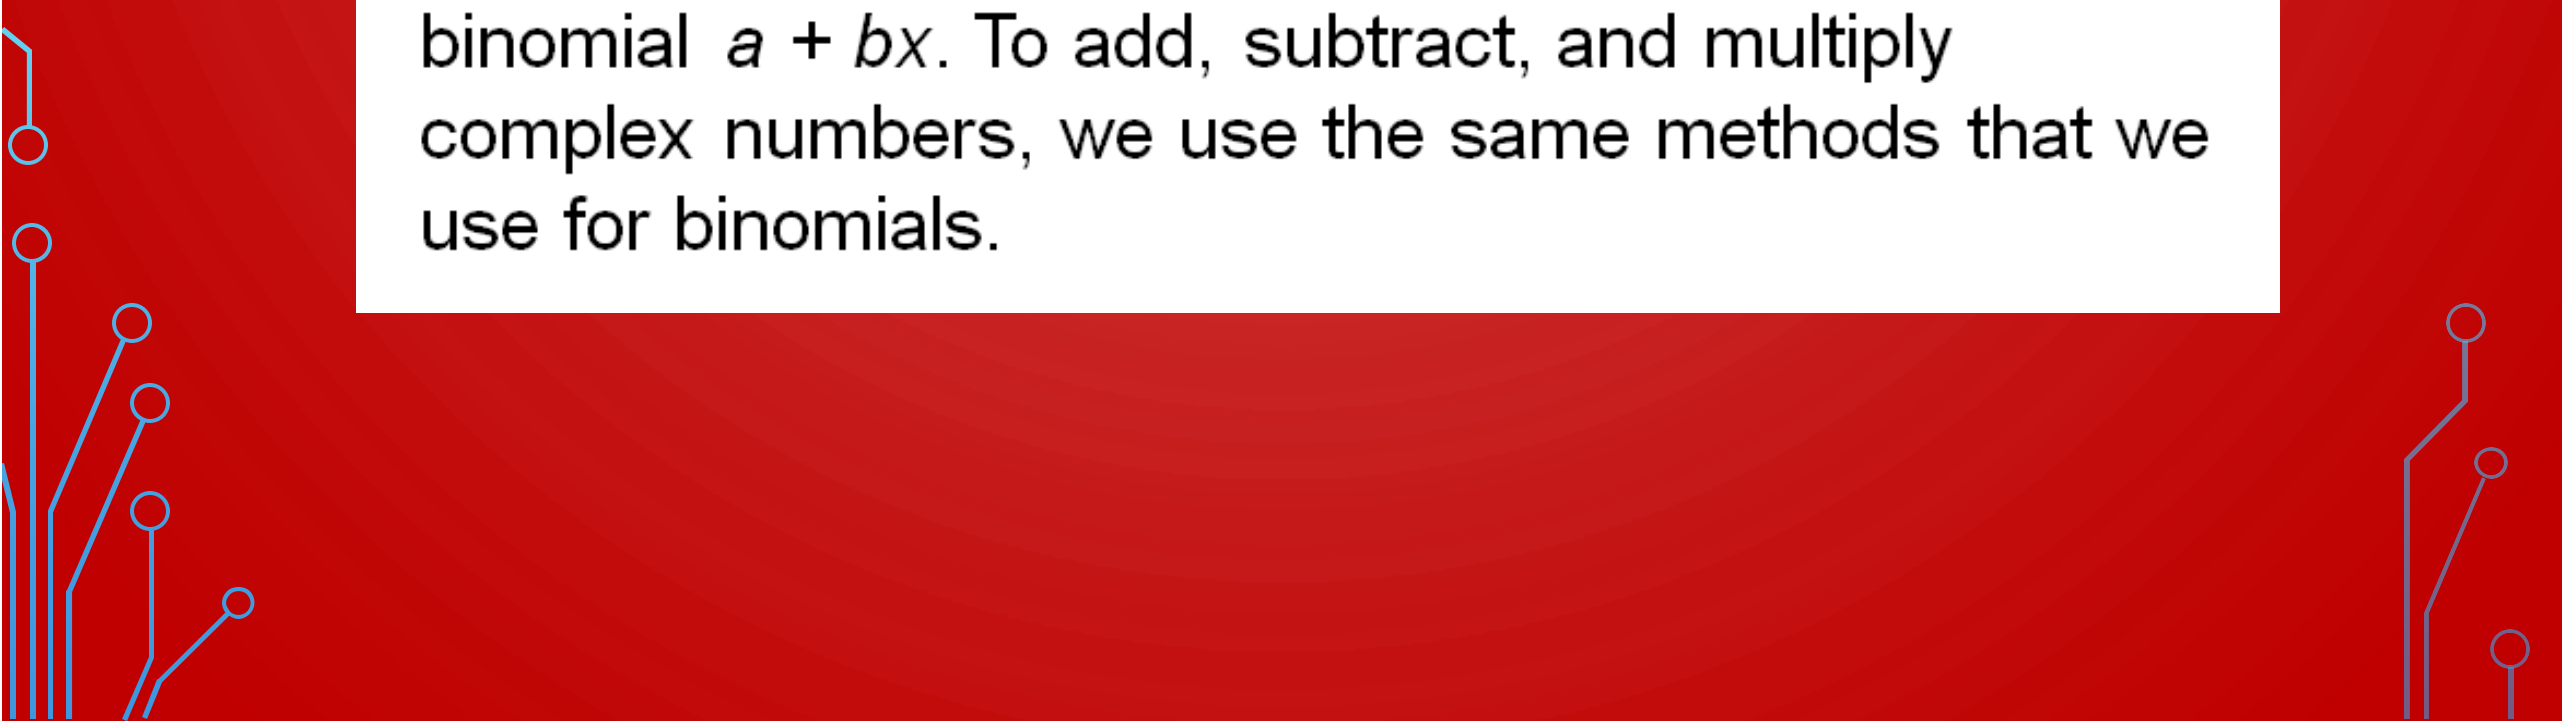 binomial a + bx. To add, subtract, and multiply
complex numbers, we use the same methods that we
use for binomials.